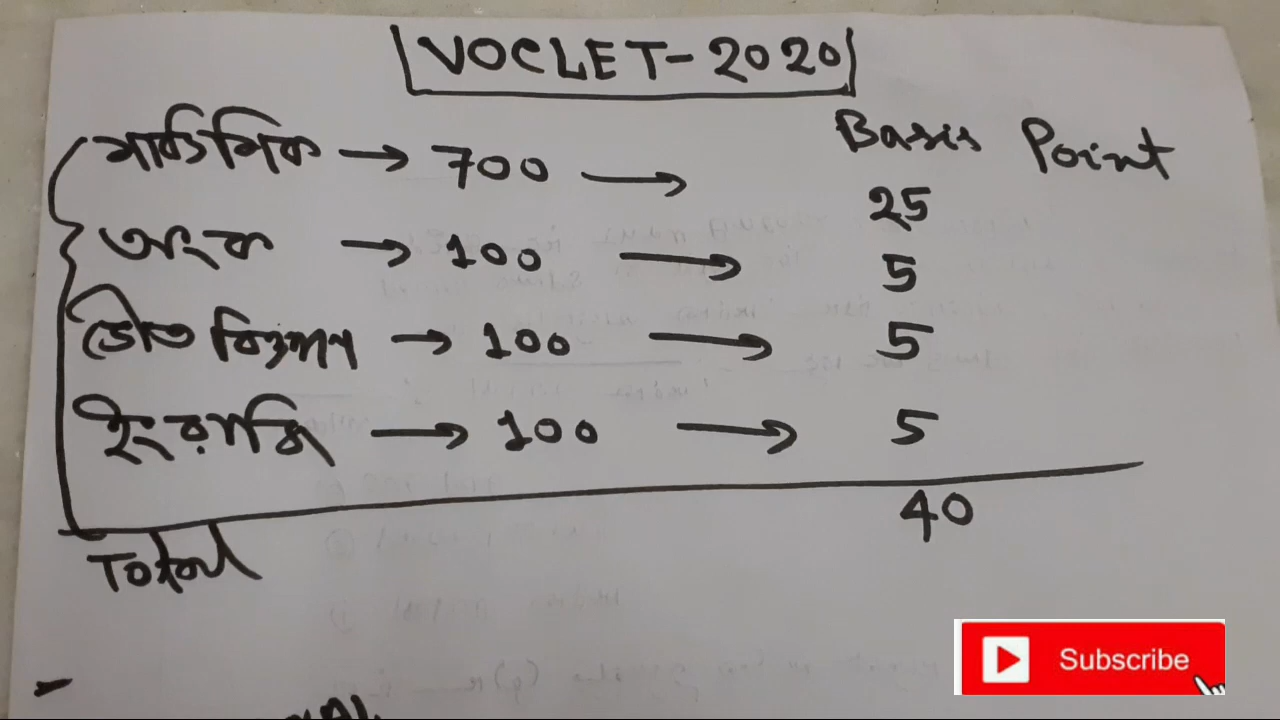 VOCLET-2020
Basis Point
মাধ্যমিক → 700 → 25
অংক → 100 → 5
ভৌত বিজ্ঞান → 100 → 5
ইংরাজি → 100 → 5
40
Total
Subscribe